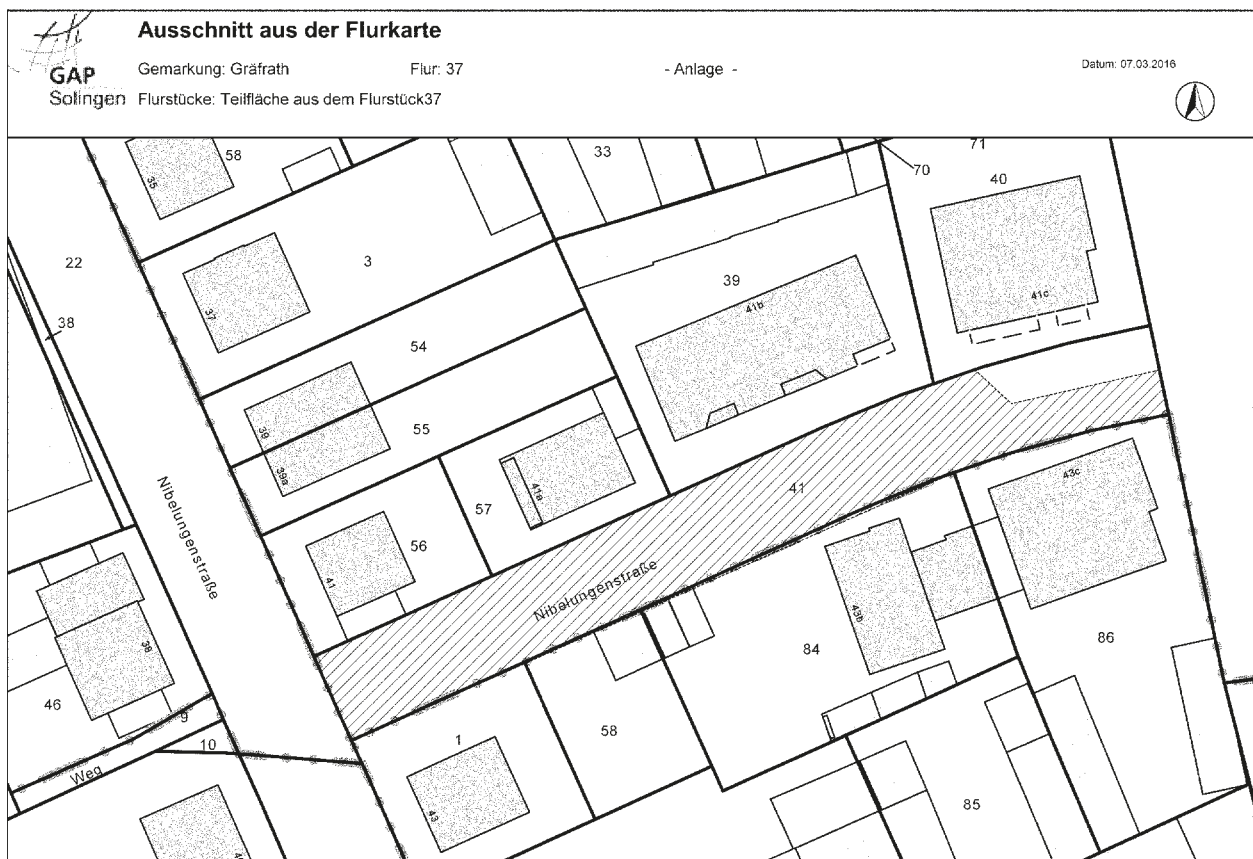 Ausschnitt aus der Flurkarte
GAP
Solingen
Gemarkung: Gräfrath
Flur: 37
- Anlage -
Datum: 07.03.2016
Flurstücke: Teilfläche aus dem Flurstück37
58
33
71
70
40
35
22
3
39
37
41b
41c
38
54
39
55
39a
41
43c
Nibelungenstraße
57
41a
56
41
Nibelungenstraße
43b
38
84
86
46
9
10
1
58
Weg
43
85